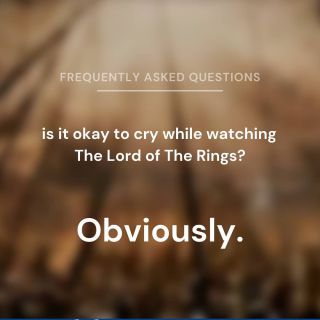 FREQUENTLY ASKED QUESTIONS
is it okay to cry while watching
The Lord of The Rings?
Obviously.